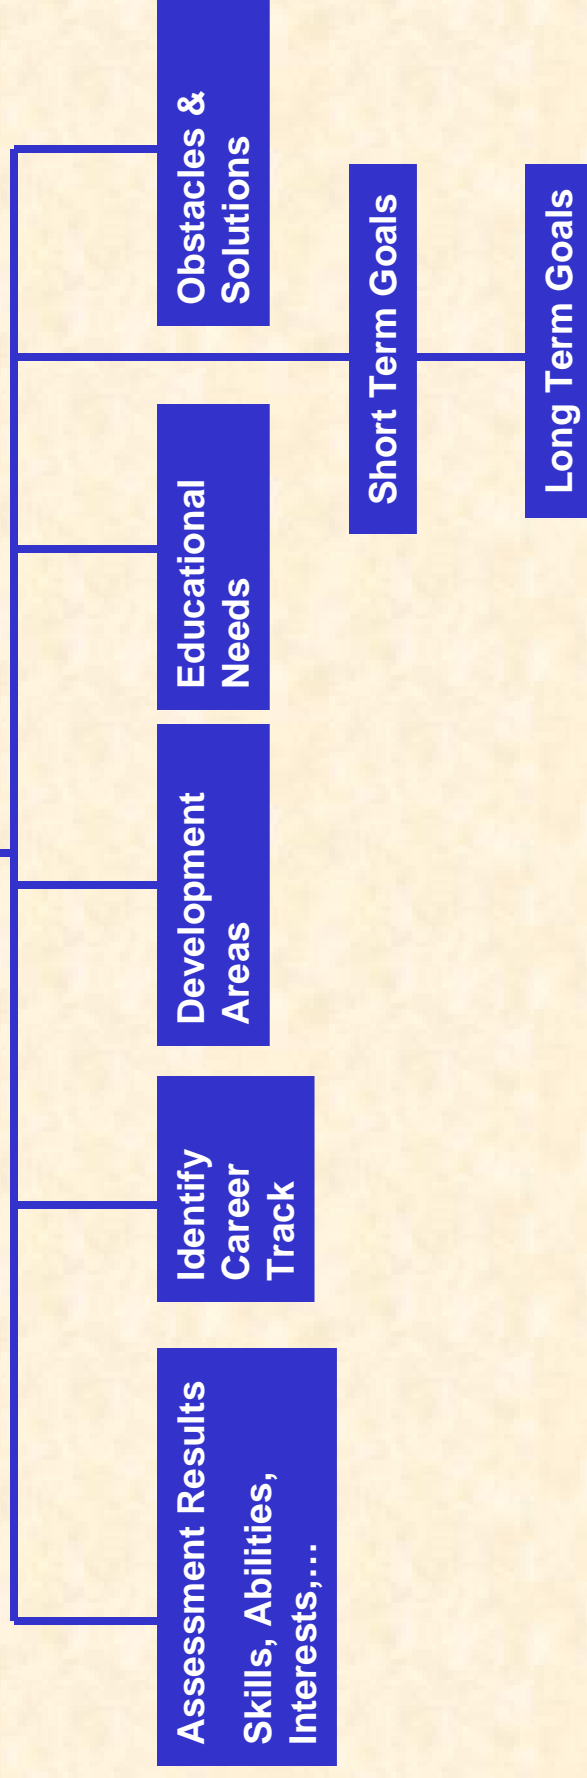 Assessment Results
Skills, Abilities,
Interests,...
Identify
Career
Track
Development
Areas
Educational
Needs
Obstacles &
Solutions
Short Term Goals
Long Term Goals